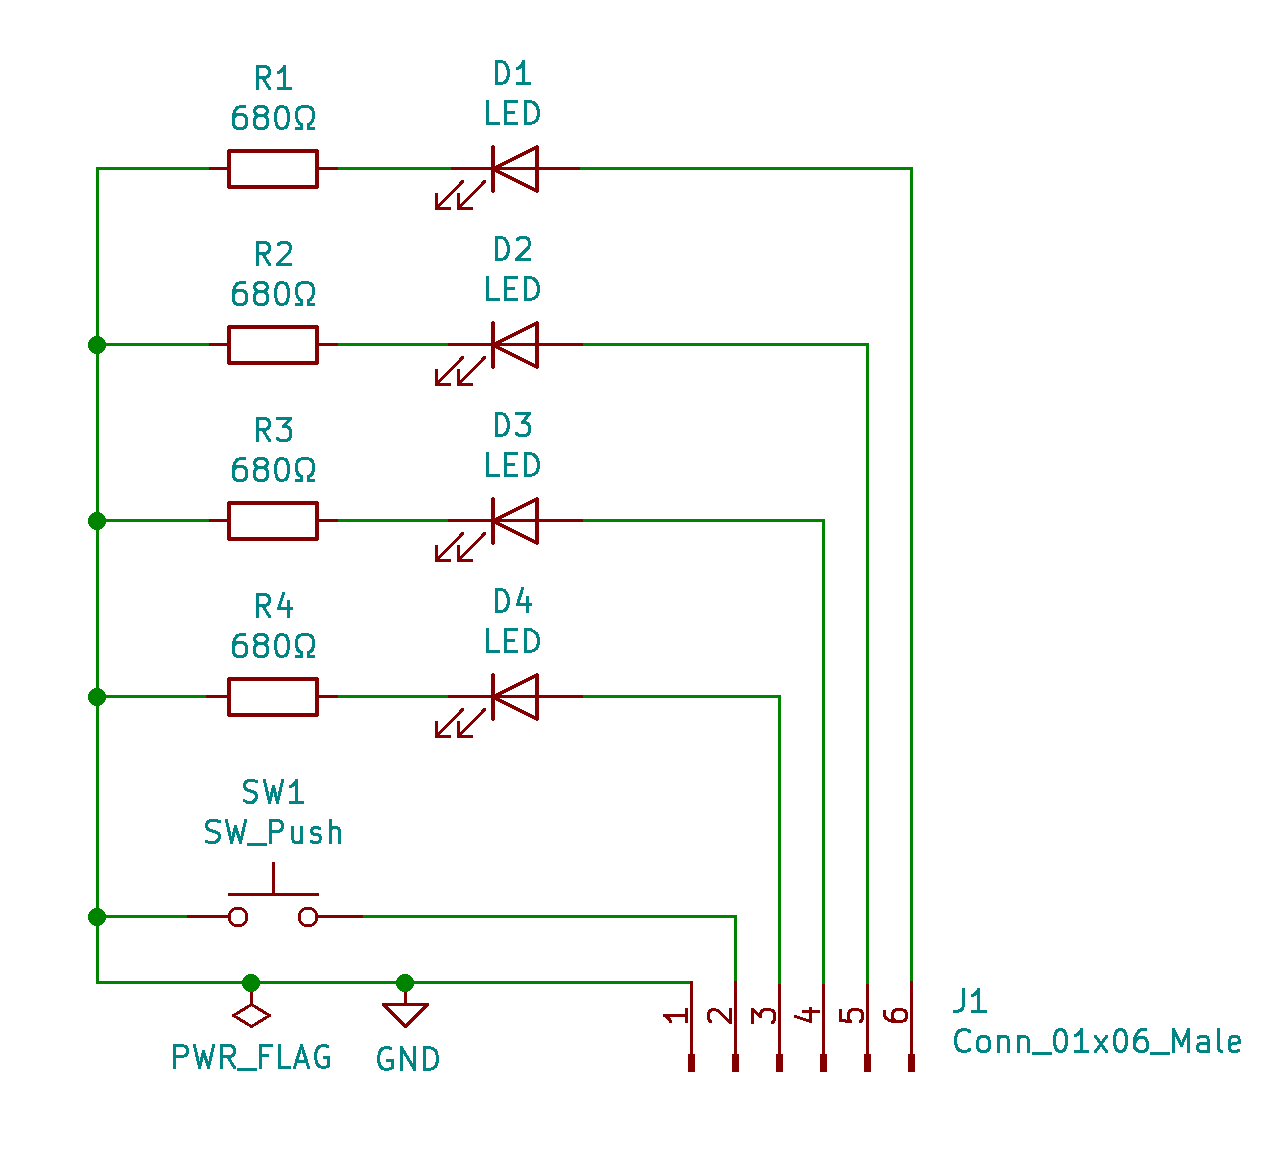 R1
680Ω
D1
LED
R2
680Ω
D2
LED
R3
680Ω
D3
LED
R4
680Ω
D4
LED
SW1
SW_Push
1
2
3
4
5
6
J1
Conn_01x06_Male
PWR_FLAG
GND